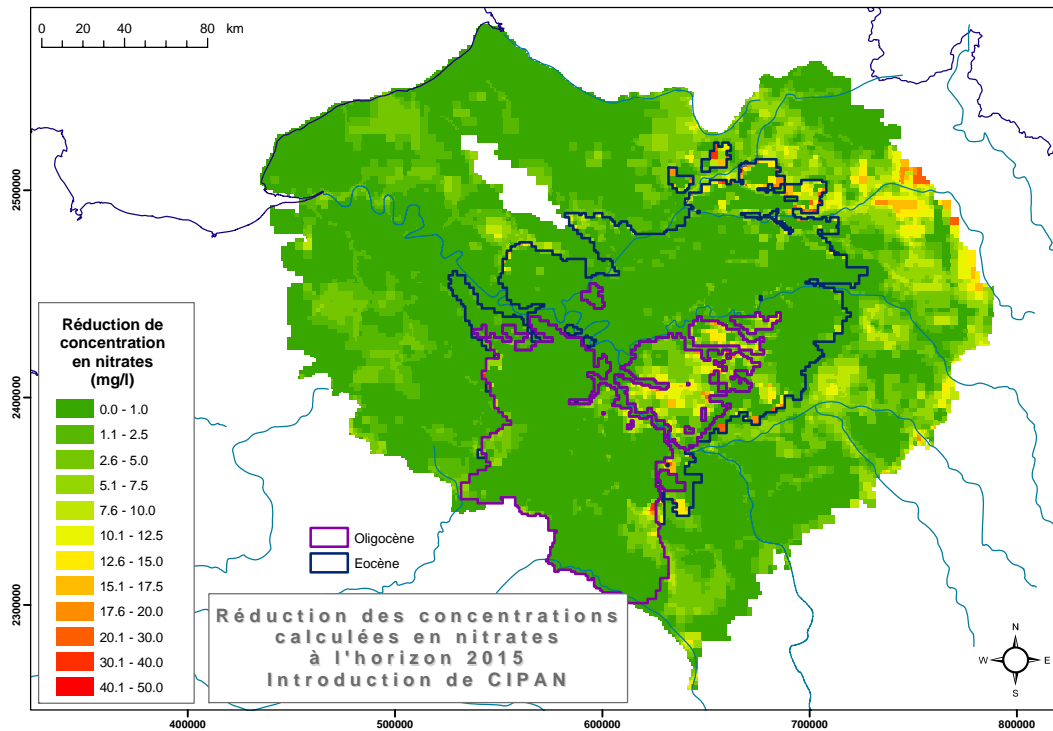 0 20 40 80 km
2500000
2400000
2300000
400000 500000 600000 700000 800000
Réduction de
concentration
en nitrates
(mg/l)
0.0 - 1.0
1.1 - 2.5
2.6 - 5.0
5.1 - 7.5
7.6 - 10.0
10.1 - 12.5
12.6 - 15.0
15.1 - 17.5
17.6 - 20.0
20.1 - 30.0
30.1 - 40.0
40.1 - 50.0
Oligocène
Eocène
Réduction des concentrations
calculées en nitrates
à l'horizon 2015
Introduction de CIPAN
N
W E
S